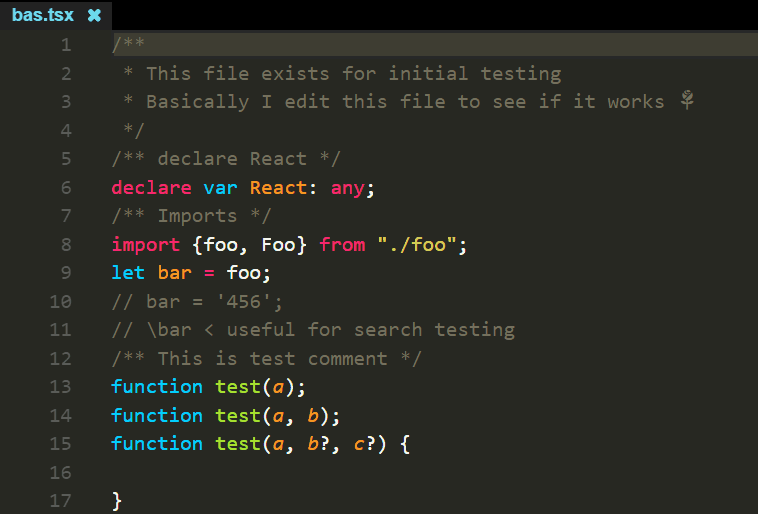 bas.tsx ✖
1 /**
2  * This file exists for initial testing
3  * Basically I edit this file to see if it works 🌹
4  */
5 /** declare React */
6 declare var React: any;
7 /** Imports */
8 import {foo, Foo} from "./foo";
9 let bar = foo;
10 // bar = '456';
11 // \bar < useful for search testing
12 /** This is test comment */
13 function test(a);
14 function test(a, b);
15 function test(a, b?, c?) {
16
17 }